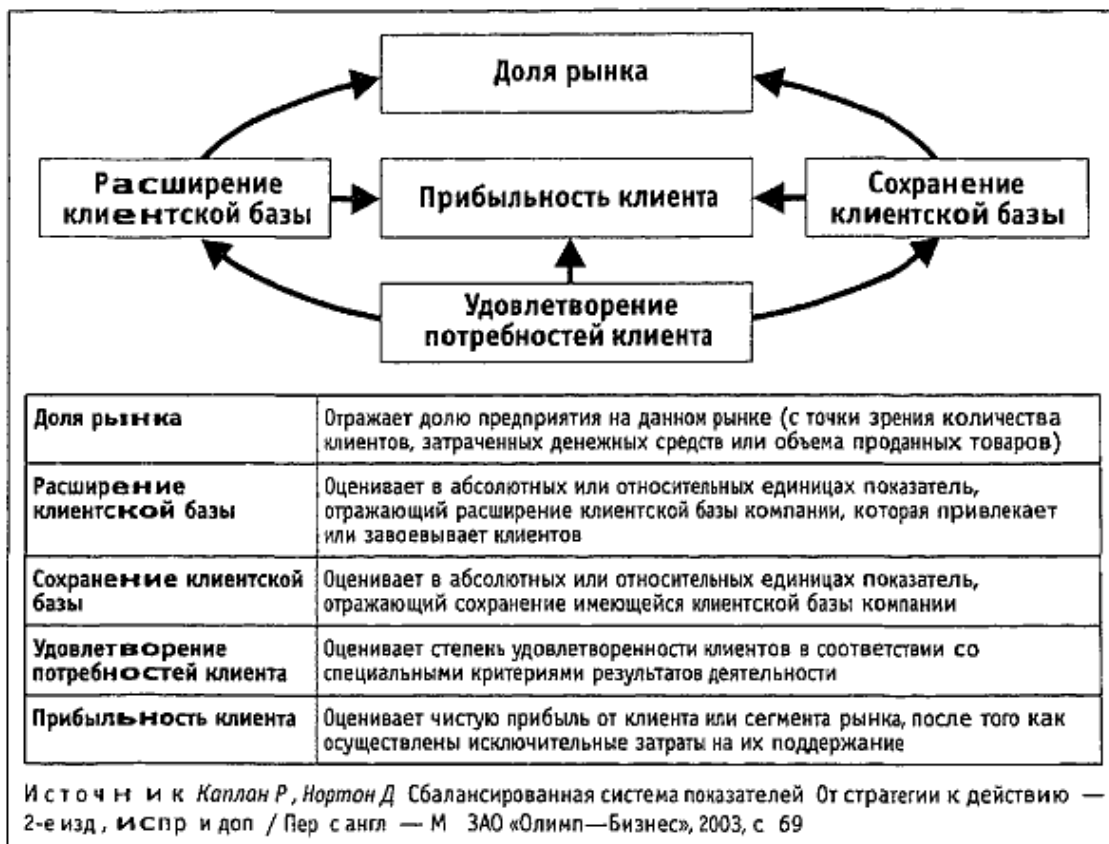 Доля рынка
Расширение
клиентской базы
Прибыльность клиента
Сохранение
клиентской базы
Удовлетворение
потребностей клиента
Доля рынка
Отражает долю предприятия на данном рынке (с точки зрения количества
клиентов, затраченных денежных средств или объема проданных товаров)
Расширение
клиентской базы
Оценивает в абсолютных или относительных единицах показатель,
отражающий расширение клиентской базы компании, которая привлекает
или завоевывает клиентов
Сохранение клиентской
базы
Оценивает в абсолютных или относительных единицах показатель,
отражающий сохранение имеющейся клиентской базы компании
Удовлетворение
потребностей клиента
Оценивает степень удовлетворенности клиентов в соответствии со
специальными критериями результатов деятельности
Прибыльность клиента
Оценивает чистую прибыль от клиента или сегмента рынка, после того как
осуществлены исключительные затраты на их поддержание
Источник Каплан Р , Нортон Д Сбалансированная система показателей От стратегии к действию —
2-е изд , испр и доп / Пер с англ — М ЗАО «Олимп—Бизнес», 2003, с 69